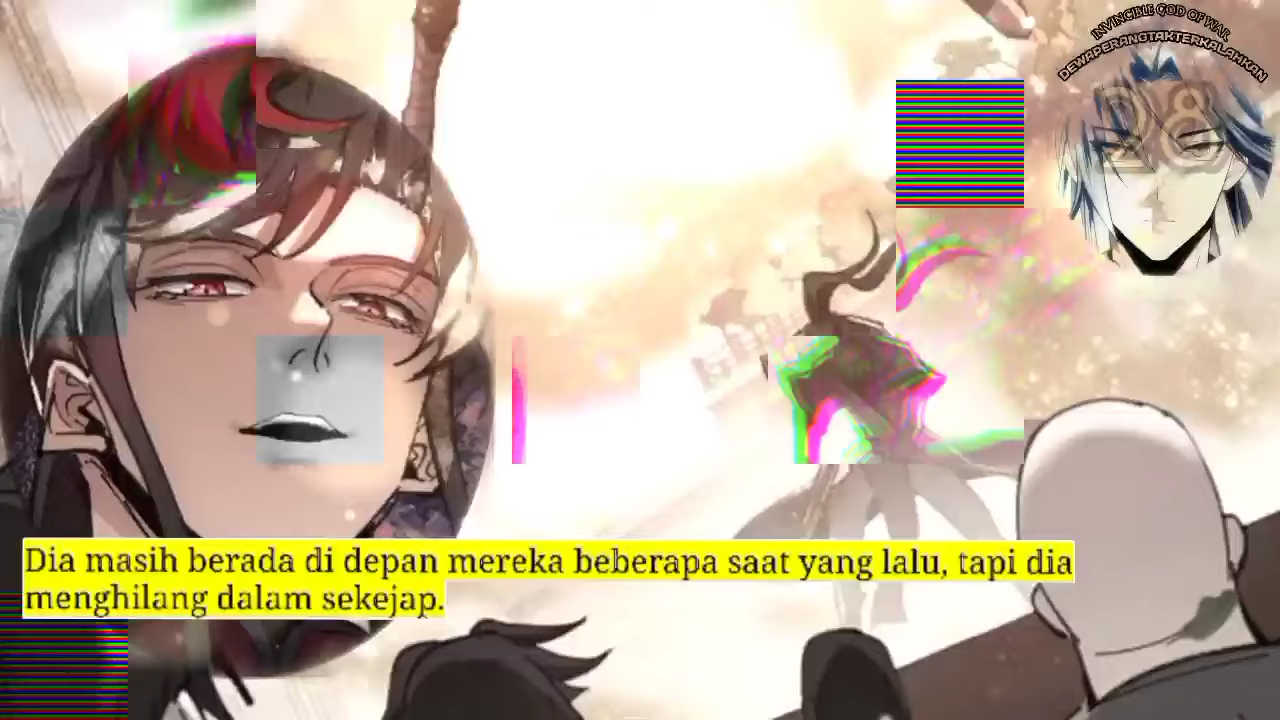 INVINCIBLE GOD OF WAR
DEWAPERANGTAKTERKALAHKAN
Dia masih berada di depan mereka beberapa saat yang lalu, tapi dia
menghilang dalam sekejap.